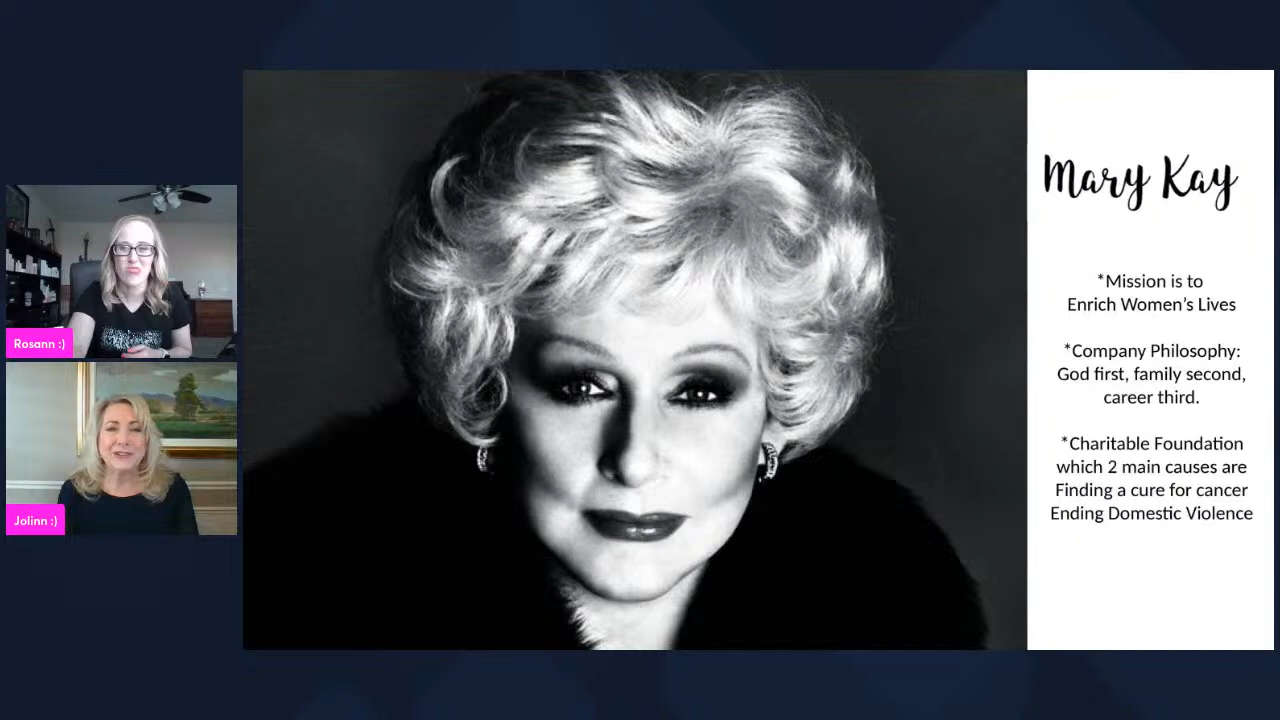 Rosann :)
Jolinn :)
Mary Kay
*Mission is to
Enrich Women’s Lives
*Company Philosophy:
God first, family second,
career third.
*Charitable Foundation
which 2 main causes are
Finding a cure for cancer
Ending Domestic Violence